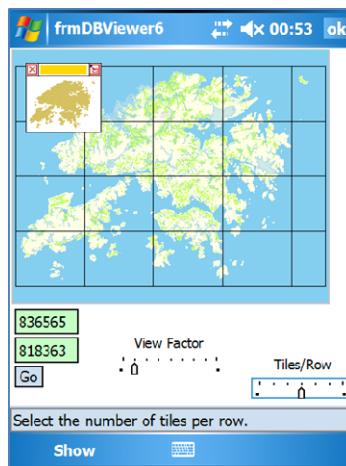 frmDBViewer6 00:53 ok
836565
818363
Go
View Factor
Tiles/Row
Select the number of tiles per row.
Show